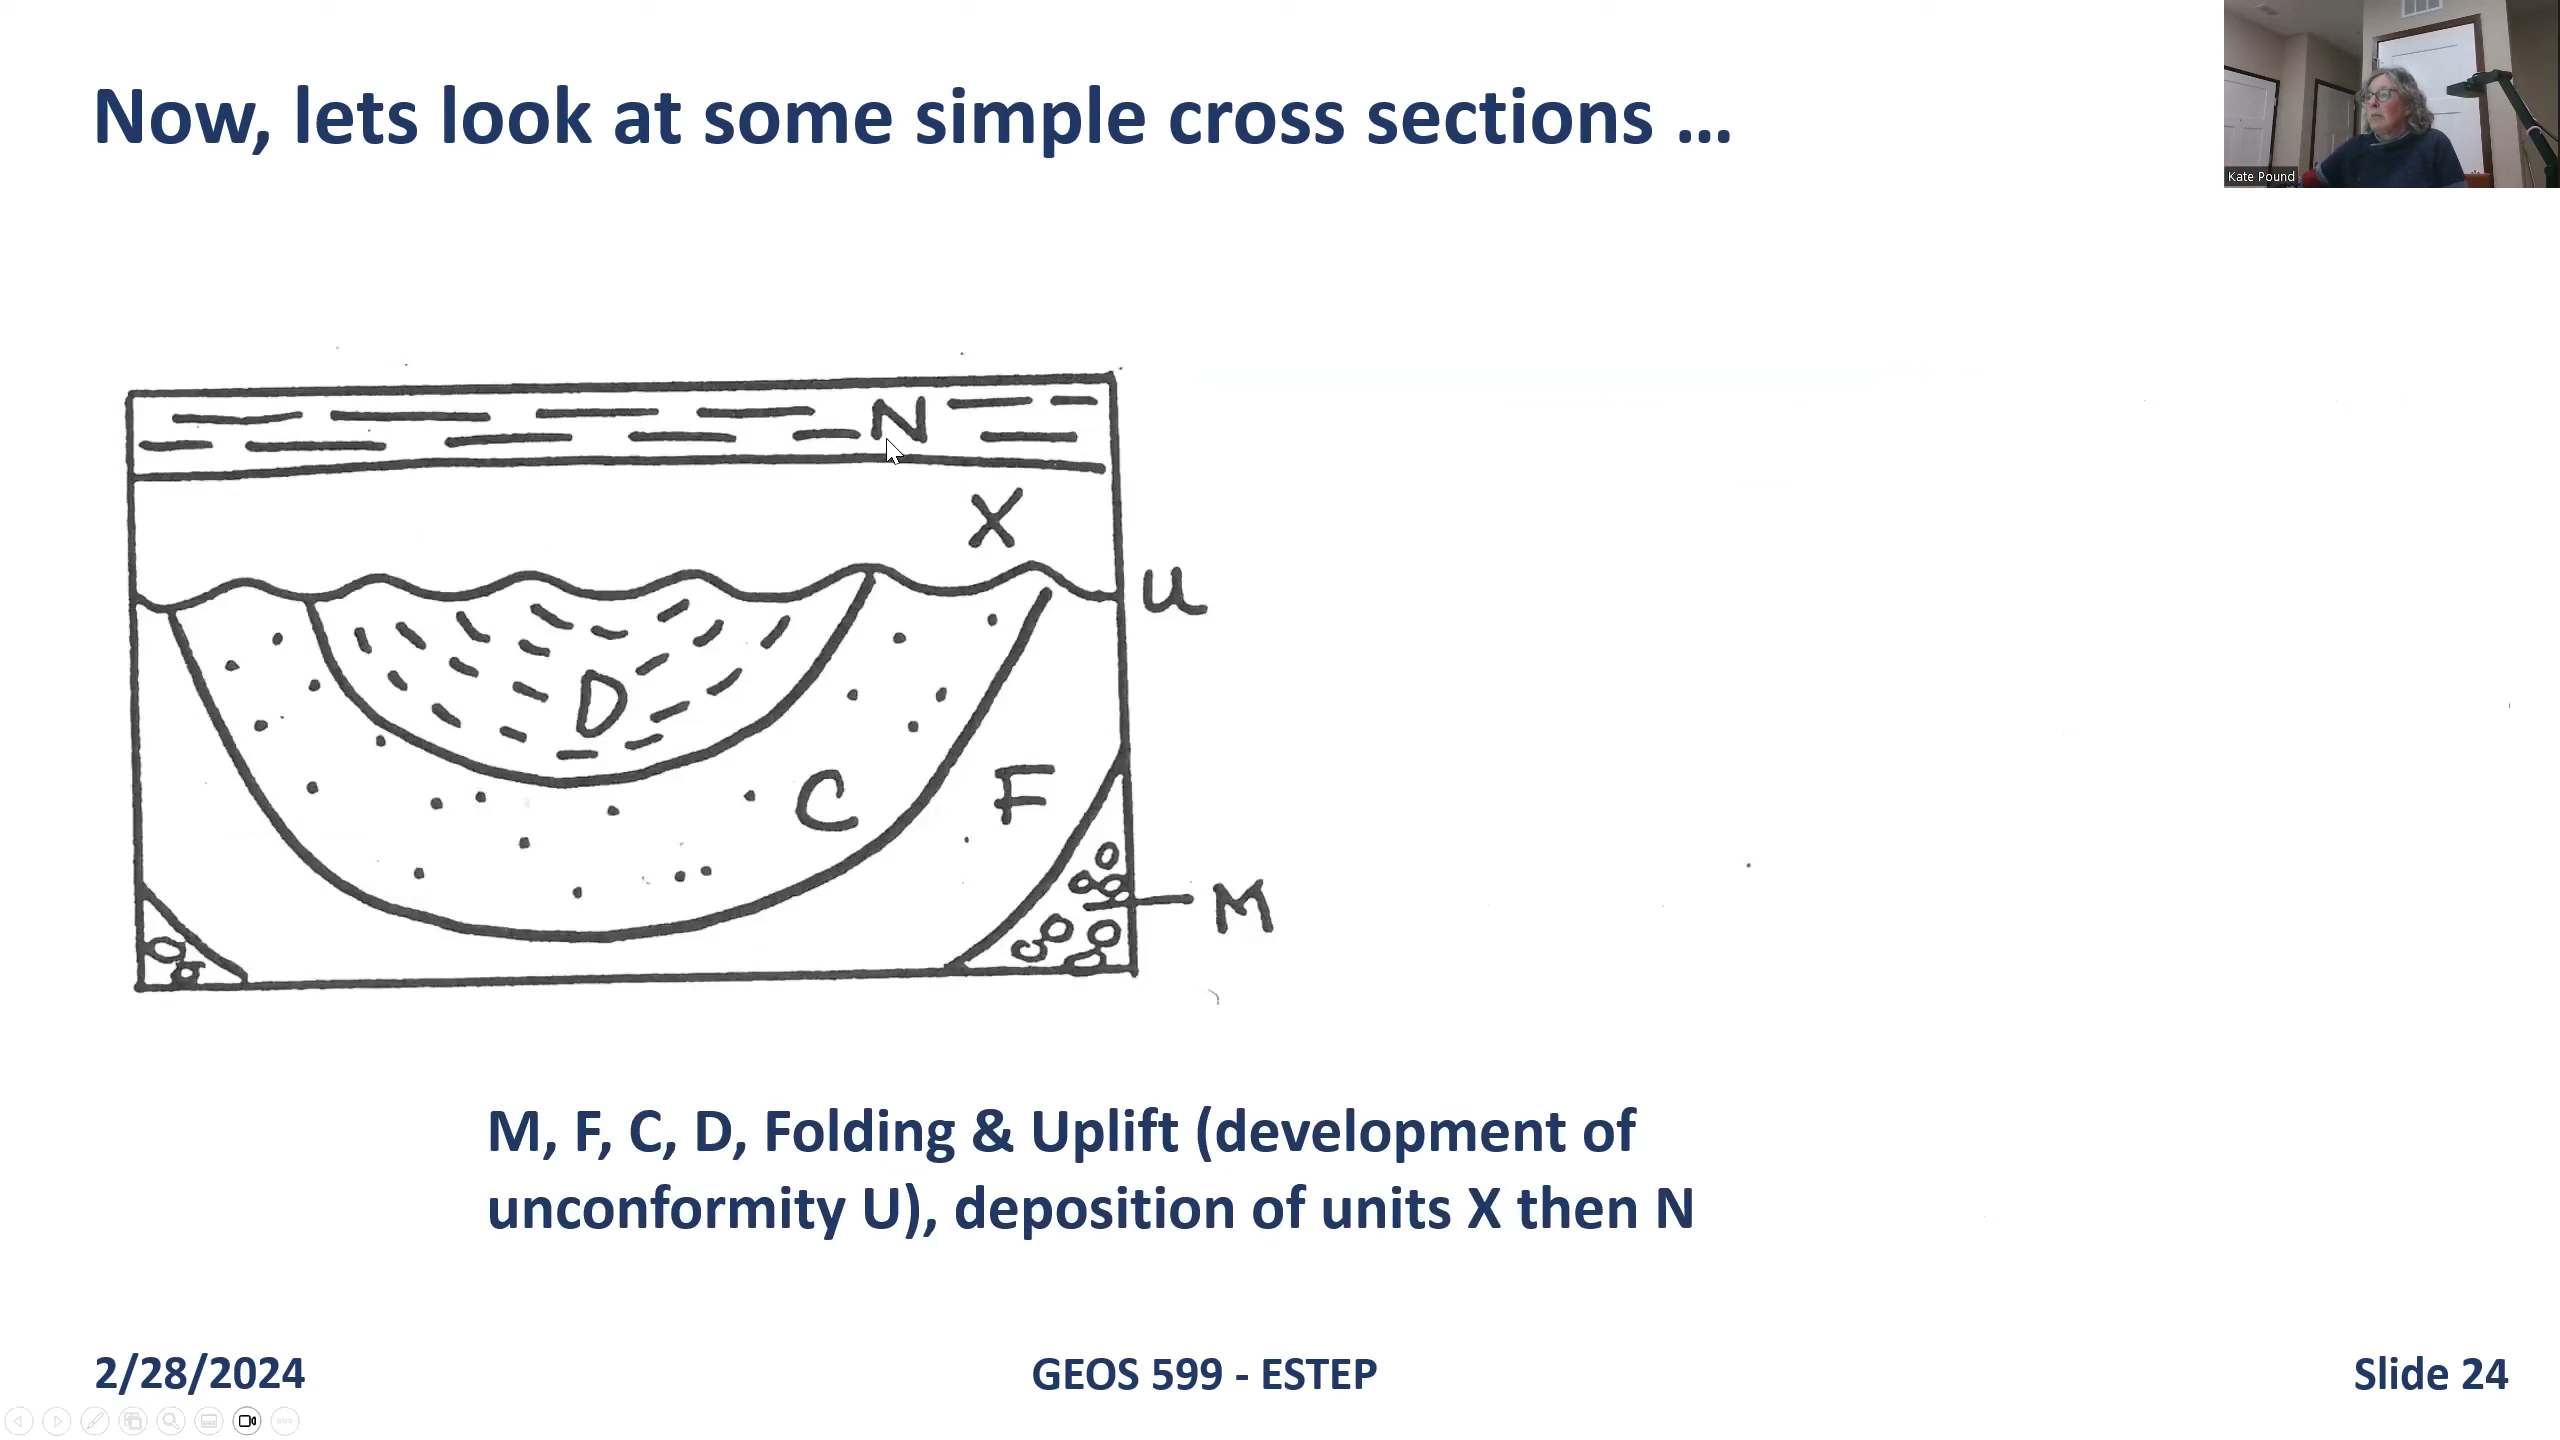 Now, lets look at some simple cross sections ...
Kate Pound
N
X
U
D
C
F
M
M, F, C, D, Folding & Uplift (development of
unconformity U), deposition of units X then N
2/28/2024
GEOS 599 - ESTEP
Slide 24